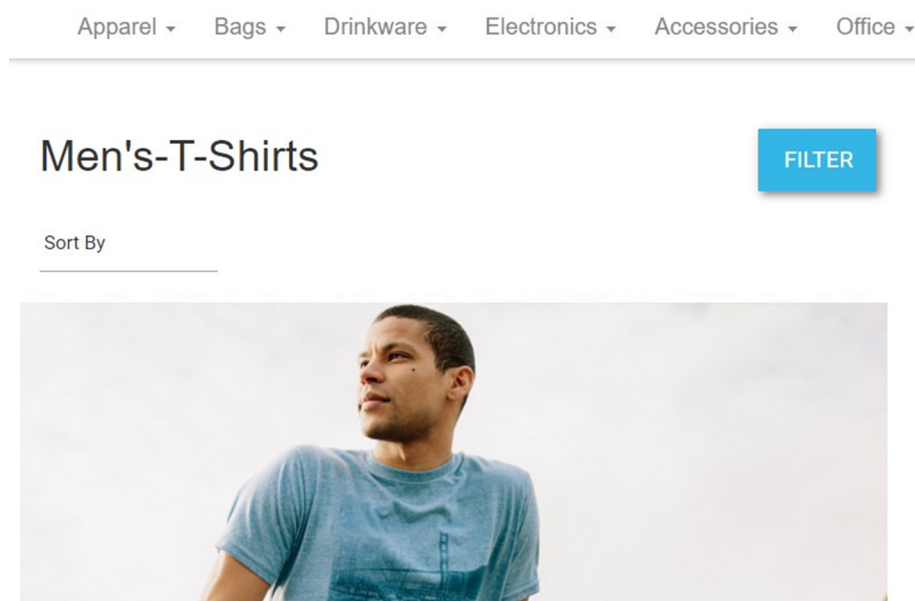 Apparel Bags Drinkware Electronics Accessories Office
Men's-T-Shirts
FILTER
Sort By